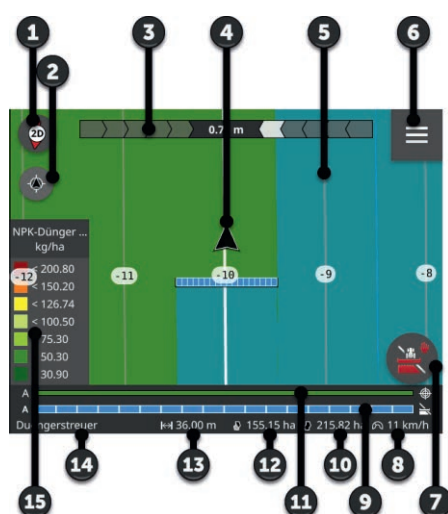 1
2
3
4
5
6
2D
0.7 m
NPK-Dünger ...
kg/ha
< 200.80
< 150.20
< 126.74
< 100.50
75.30
50.30
30.90
-12
-11
-10
-9
-8
A
A
Duengerstreuer
36,00 m
155,15 ha
215,82 ha
11 km/h
15
14
13
12
11
10
9
8
7